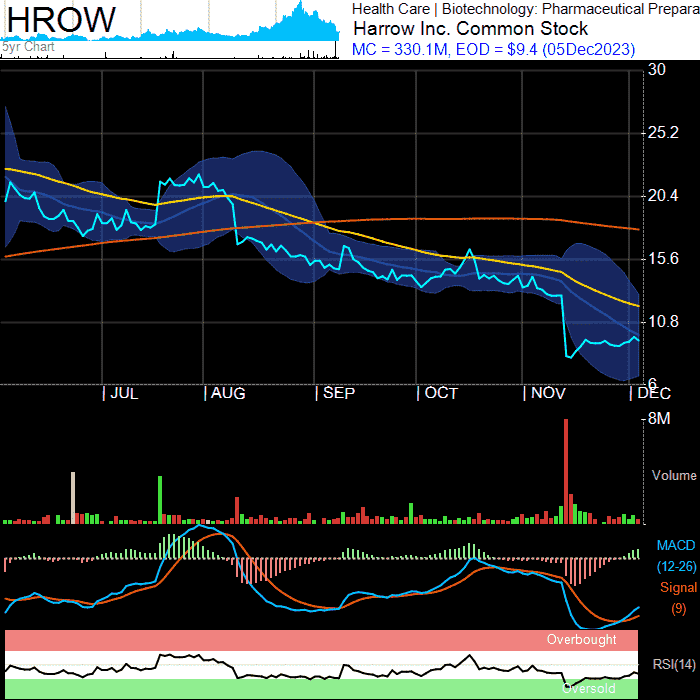 HROW
5yr Chart
Health Care | Biotechnology: Pharmaceutical Prepara
Harrow Inc. Common Stock
MC = 330.1M, EOD = $9.4 (05Dec2023)
30
25.2
20.4
15.6
10.8
6
| JUL | AUG | SEP | OCT | NOV | DEC
8M
Volume
MACD
(12-26)
Signal
(9)
Overbought
RSI(14)
Oversold